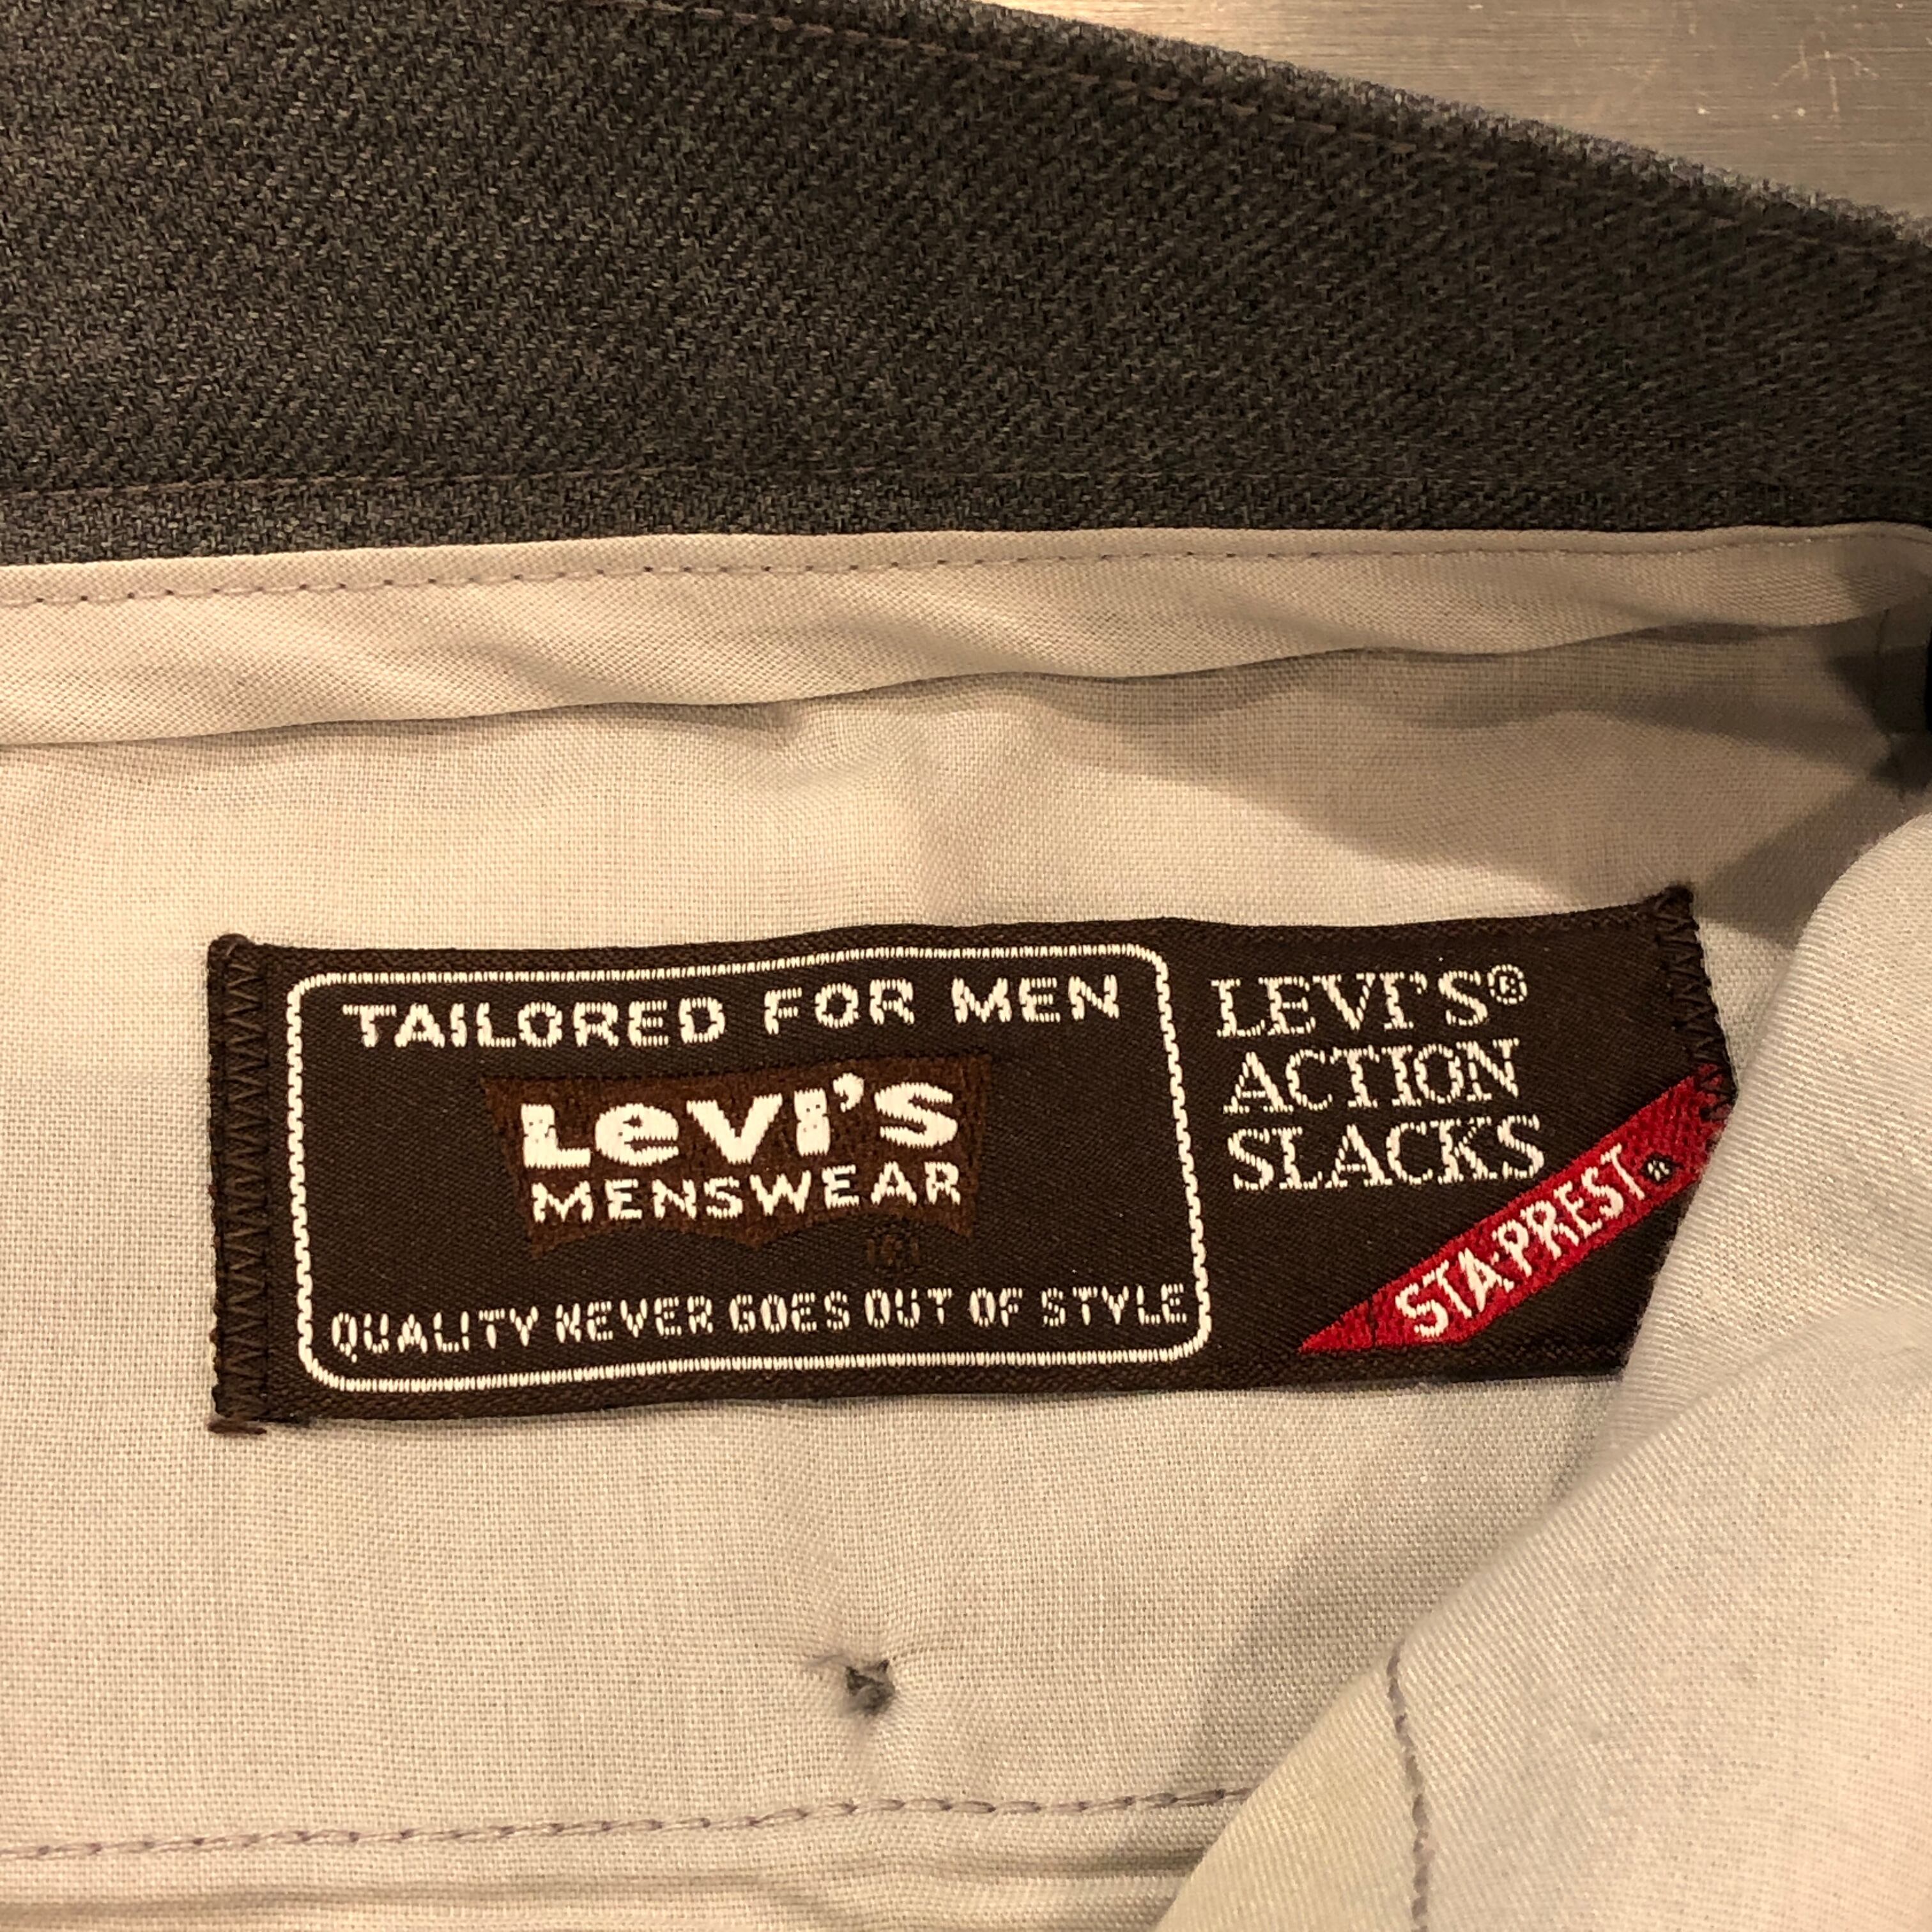 TAILORED FOR MEN
LeVI'S
MENSWEAR
QUALITY NEVER GOES OUT OF STYLE
LEVI'S®
ACTION
SLACKS
STA-PREST®